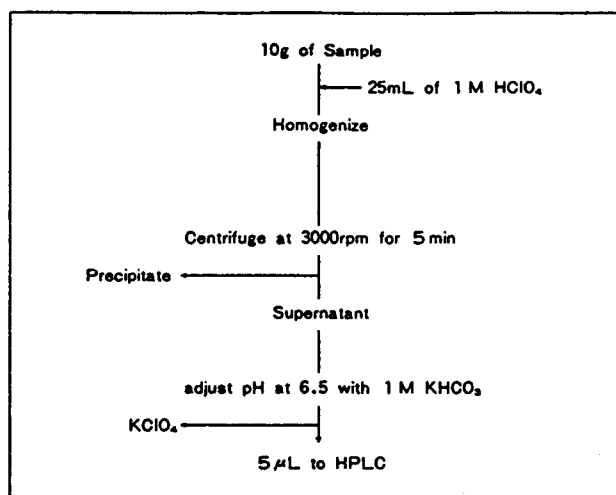 10g of Sample
25mL of 1 M HClO₄
Homogenize
Centrifuge at 3000rpm for 5 min
Precipitate
Supernatant
adjust pH at 6.5 with 1 M KHCO₃
KClO₄
5 μL to HPLC